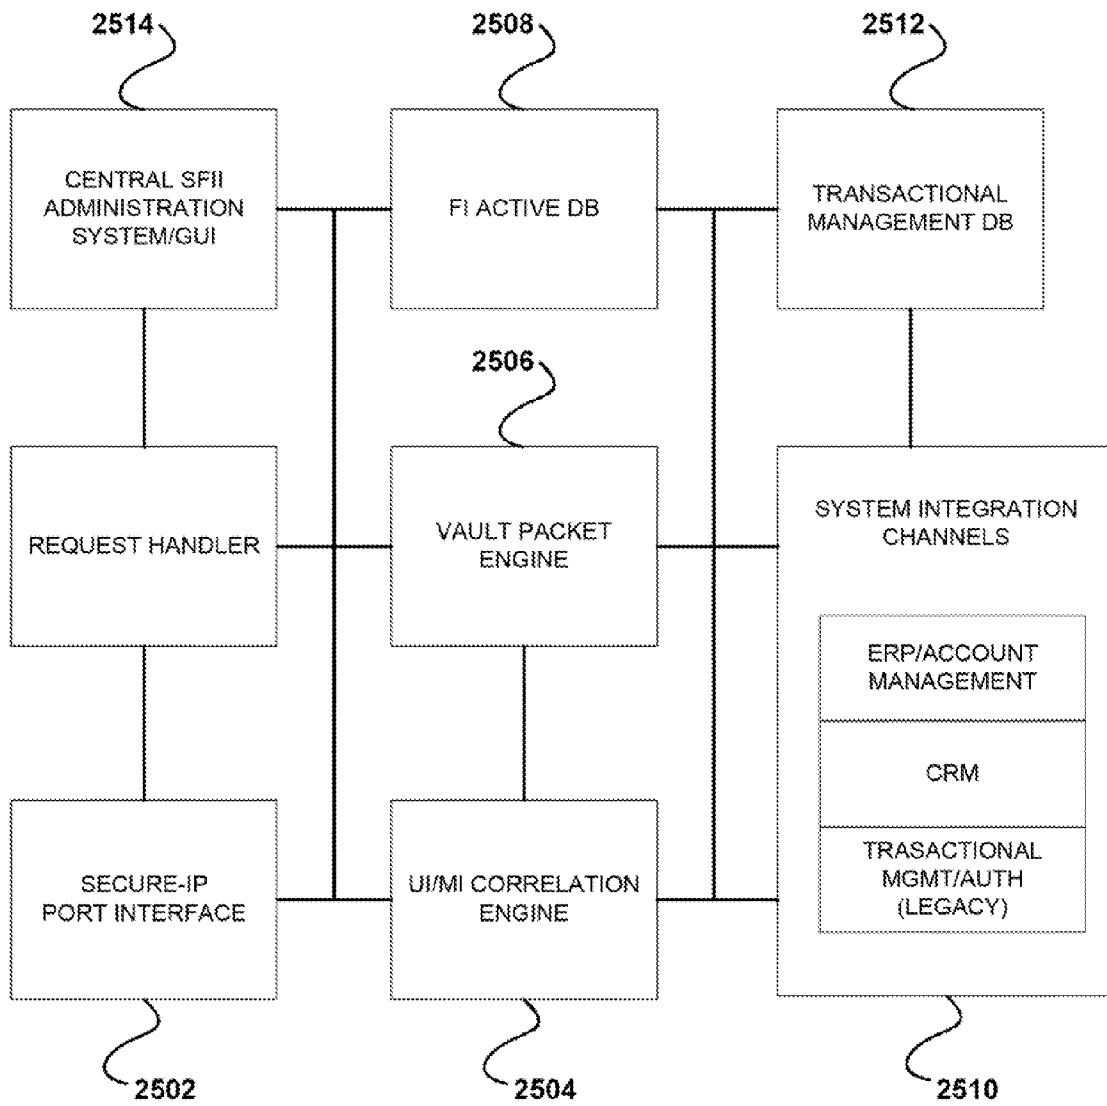 2514
2508
2512
CENTRAL SFII
ADMINISTRATION
SYSTEM/GUI
FI ACTIVE DB
TRANSACTIONAL
MANAGEMENT DB
2506
REQUEST HANDLER
VAULT PACKET
ENGINE
SYSTEM INTEGRATION
CHANNELS
ERP/ACCOUNT
MANAGEMENT
CRM
TRASACTIONAL
MGMT/AUTH
(LEGACY)
SECURE-IP
PORT INTERFACE
UI/MI CORRELATION
ENGINE
2502
2504
2510